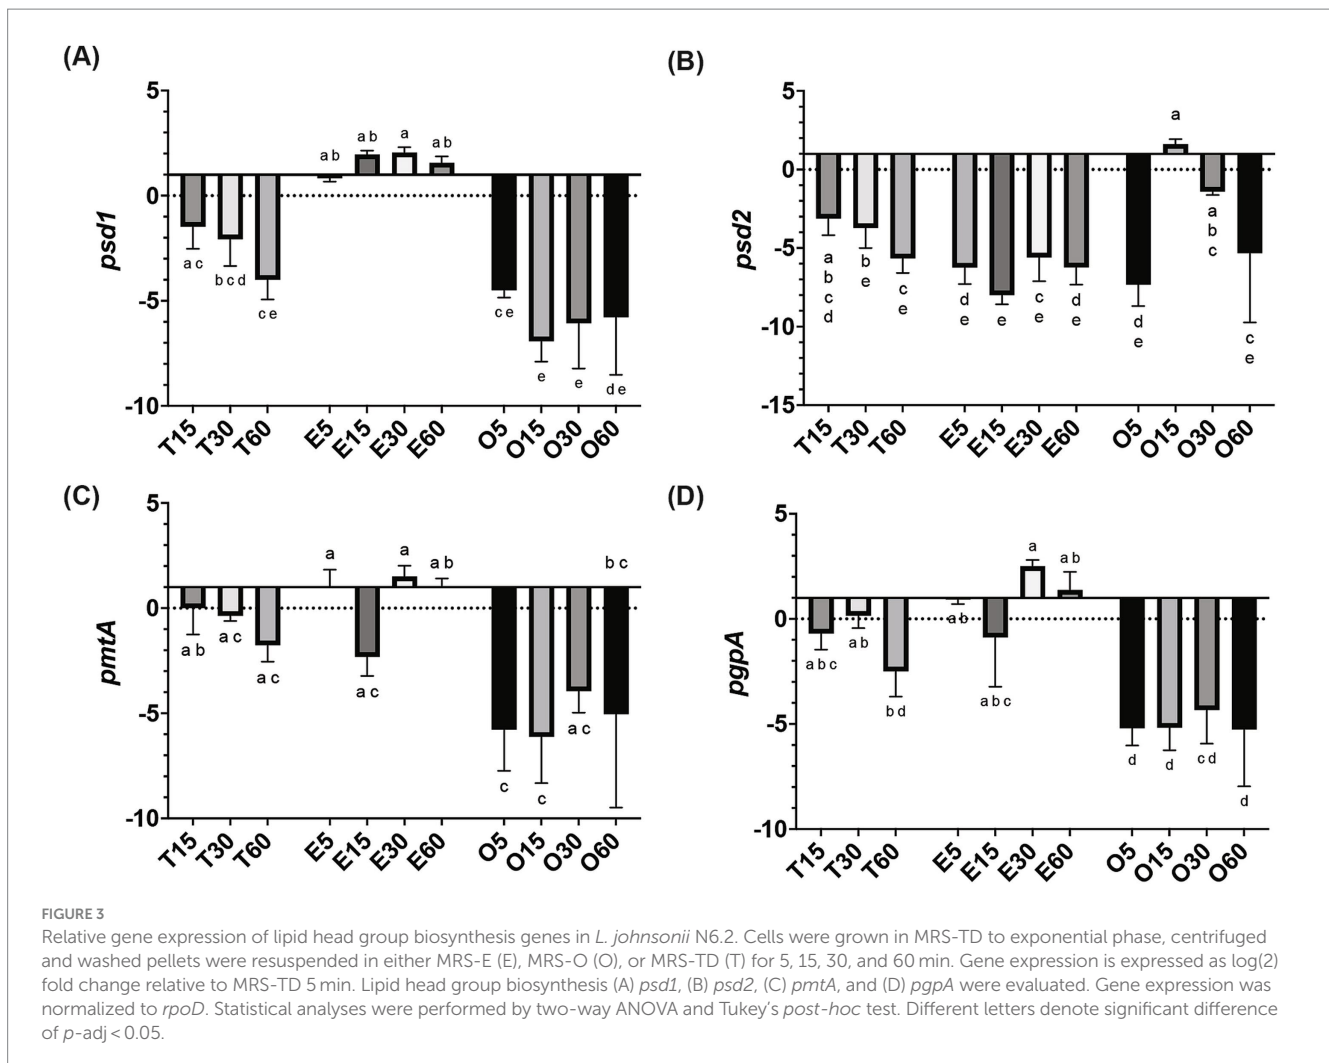 (A)
5
0
-5
-10
psd1
a c
b c d
c e
a b
a b
a
a b
c e
e
e
d e
T15 T30 T60 E5 E15 E30 E60 O5 O15 O30 O60
(B)
5
0
-5
-10
-15
psd2
a
b
c
d
b
e
c
e
d
e
e
c
e
d
e
d
e
a
a
b
c
c
e
T15 T30 T60 E5 E15 E30 E60 O5 O15 O30 O60
(C)
5
0
-5
-10
pmtA
a b
a c
a c
a
a c
a
a b
c
c
a c
b c
T15 T30 T60 E5 E15 E30 E60 O5 O15 O30 O60
(D)
5
0
-5
-10
pgpA
a b c
a b
b d
a b
a b c
a
a b
d
d
c d
d
T15 T30 T60 E5 E15 E30 E60 O5 O15 O30 O60
FIGURE 3
Relative gene expression of lipid head group biosynthesis genes in L. johnsonii N6.2. Cells were grown in MRS-TD to exponential phase, centrifuged
and washed pellets were resuspended in either MRS-E (E), MRS-O (O), or MRS-TD (T) for 5, 15, 30, and 60 min. Gene expression is expressed as log(2)
fold change relative to MRS-TD 5 min. Lipid head group biosynthesis (A) psd1, (B) psd2, (C) pmtA, and (D) pgpA were evaluated. Gene expression was
normalized to rpoD. Statistical analyses were performed by two-way ANOVA and Tukey's post-hoc test. Different letters denote significant difference
of p-adj < 0.05.